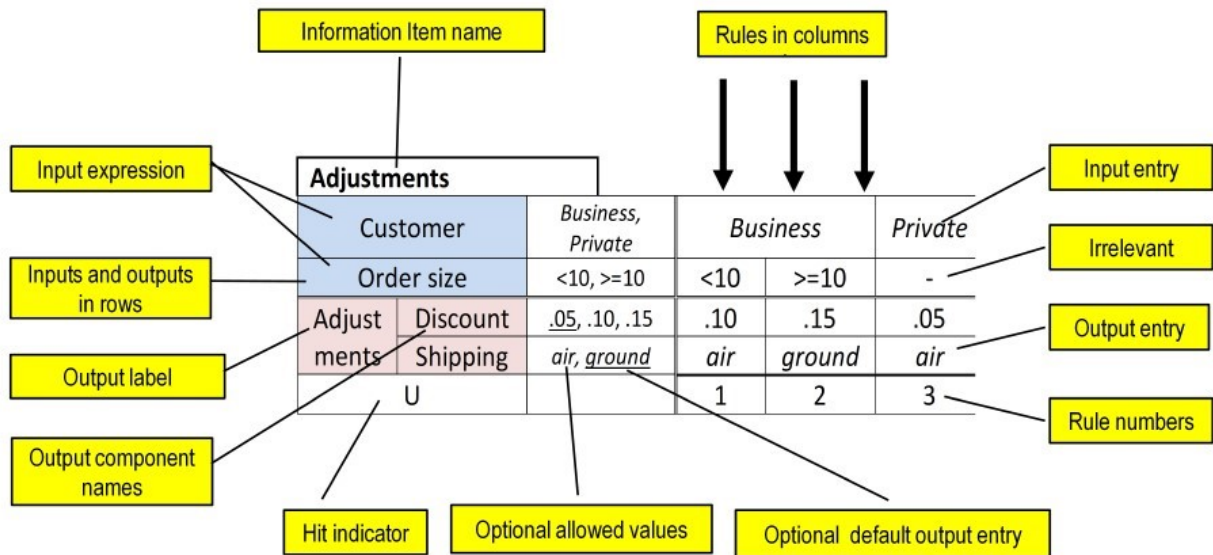 Information Item name
Rules in columns
Input expression
Adjustments
Input entry
Customer
Business,
Private
Business
Private
Irrelevant
Inputs and outputs
in rows
Order size
<10, >=10
<10
>=10
-
Adjust
ments
Discount
.05, .10, .15
.10
.15
.05
Output entry
Output label
Shipping
air, ground
air
ground
air
U
1
2
3
Rule numbers
Output component
names
Hit indicator
Optional allowed values
Optional default output entry